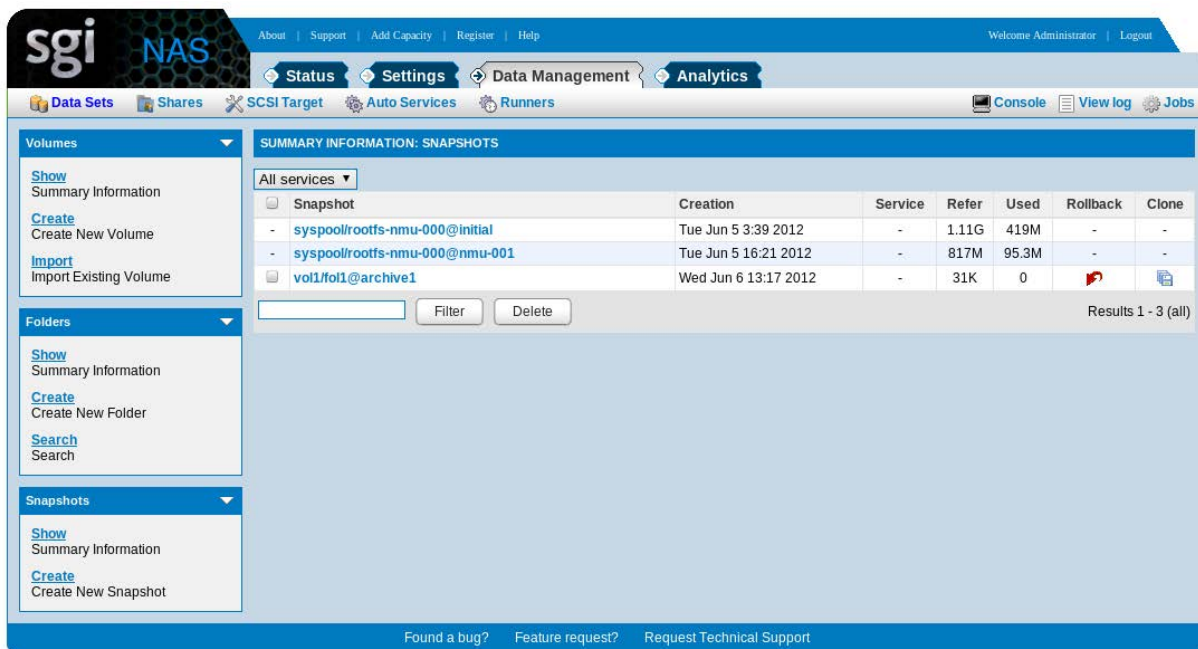 sgi NAS
About | Support | Add Capacity | Register | Help
Welcome Administrator | Logout
Status Settings Data Management Analytics
Data Sets Shares SCSI Target Auto Services Runners
Console View log Jobs
Volumes
Show
Summary Information
Create
Create New Volume
Import
Import Existing Volume
Folders
Show
Summary Information
Create
Create New Folder
Search
Search
Snapshots
Show
Summary Information
Create
Create New Snapshot
SUMMARY INFORMATION: SNAPSHOTS
All services
Snapshot Creation Service Refer Used Rollback Clone
- syspool/rootfs-nmu-000@initial Tue Jun 5 3:39 2012 - 1.11G 419M - -
- syspool/rootfs-nmu-000@nmu-001 Tue Jun 5 16:21 2012 - 817M 95.3M - -
vol1/fol1@archive1 Wed Jun 6 13:17 2012 - 31K 0
Filter Delete
Results 1 - 3 (all)
Found a bug? Feature request? Request Technical Support